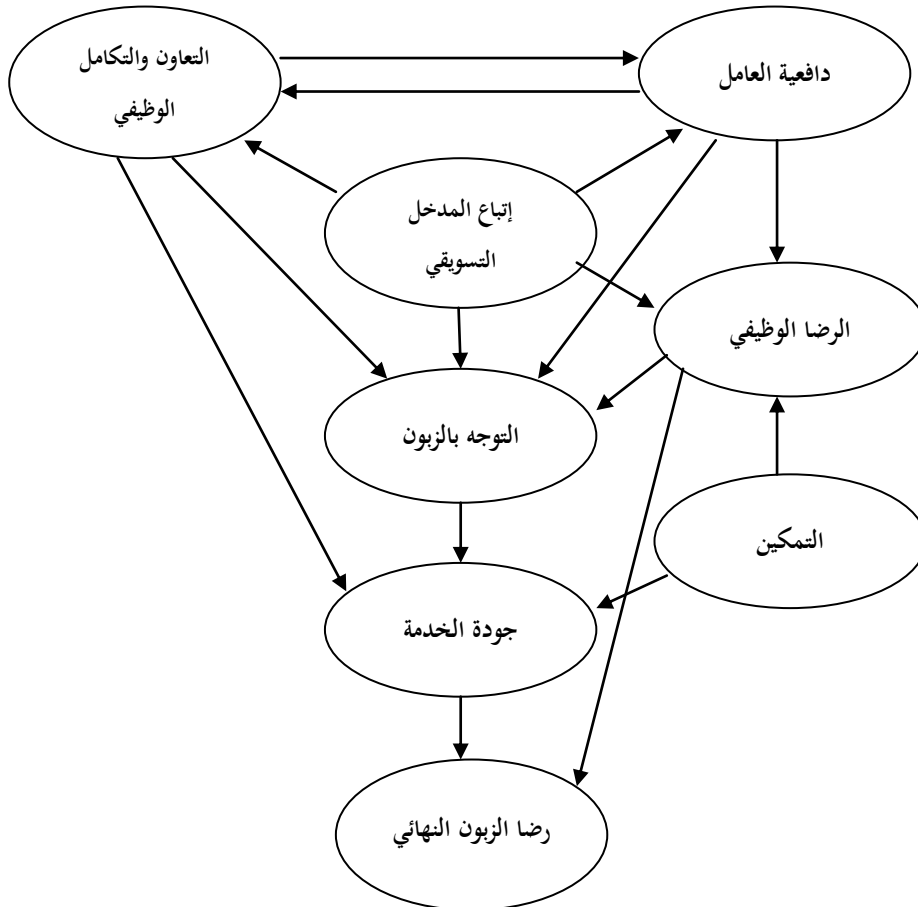 التعاون والتكامل
الوظيفي
دافعية العامل
إتباع المدخل
التسويقي
الرضا الوظيفي
التوجه بالزبون
التمكين
جودة الخدمة
رضا الزبون النهائي